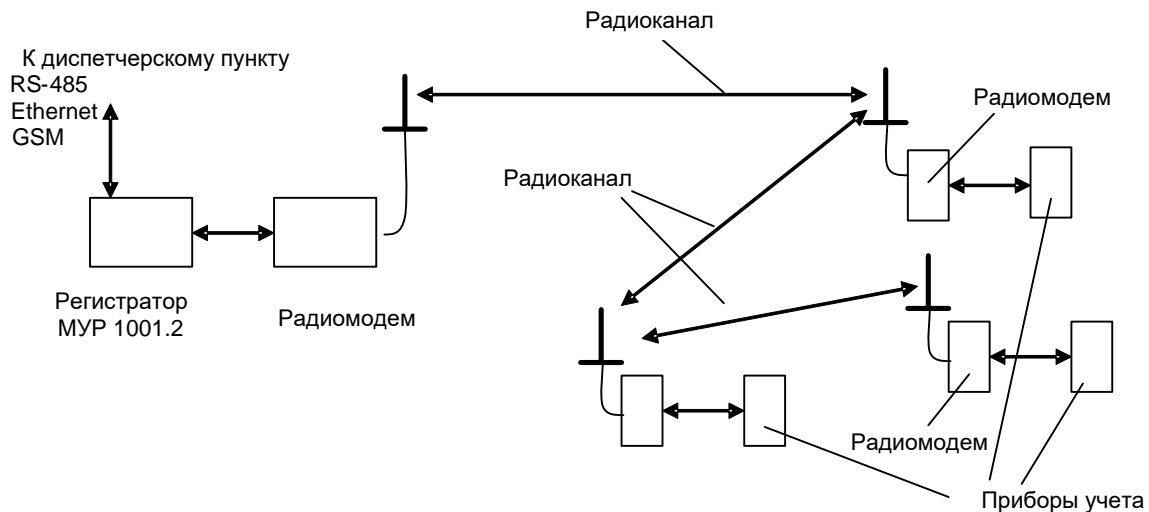 Радиоканал
К диспетчерскому пункту
RS-485
Ethernet
GSM
Радиомодем
Радиоканал
Регистратор
МУР 1001.2
Радиомодем
Радиомодем
Приборы учета